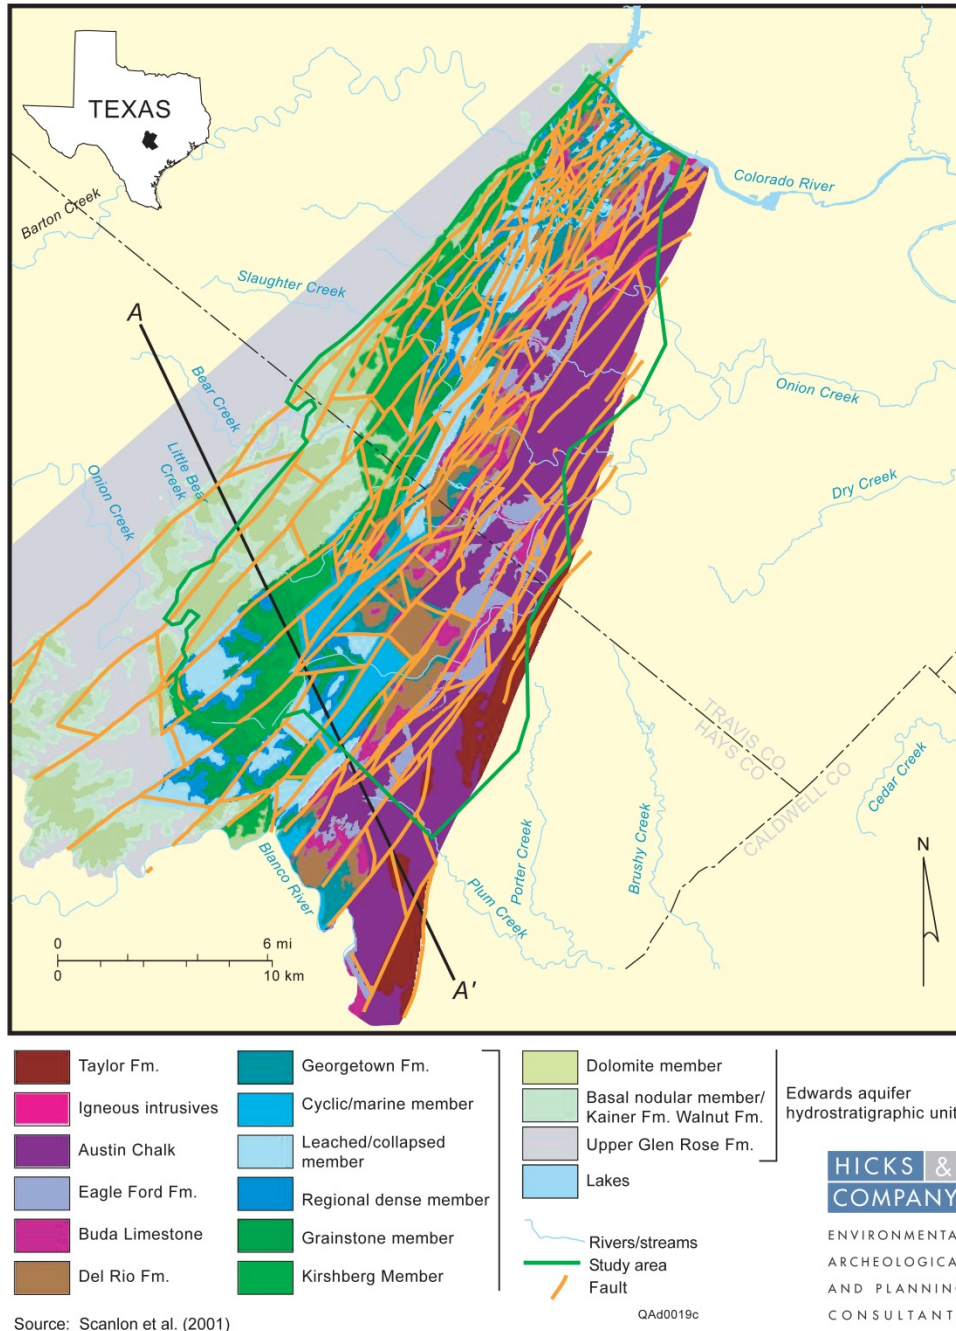 TEXAS
Barton Creek
Colorado River
Slaughter Creek
A
Bear Creek
Little Bear
Creek
Onion Creek
Onion Creek
Dry Creek
TRAVIS CO
HAYS CO
CALDWELL CO
Cedar Creek
Blanco River
Plum Creek
Porter Creek
Brushy Creek
N
0 6 mi
0 10 km
A'
Taylor Fm.
Igneous intrusives
Austin Chalk
Eagle Ford Fm.
Buda Limestone
Del Rio Fm.
Georgetown Fm.
Cyclic/marine member
Leached/collapsed
member
Regional dense member
Grainstone member
Kirshberg Member
Dolomite member
Basal nodular member/
Kainer Fm. Walnut Fm.
Upper Glen Rose Fm.
Lakes
Rivers/streams
Study area
Fault
Edwards aquifer
hydrostratigraphic unit
QAd0019c
HICKS &
COMPANY
ENVIRONMENTA
ARCHEOLOGICA
AND PLANNING
CONSULTANT
Source: Scanlon et al. (2001)